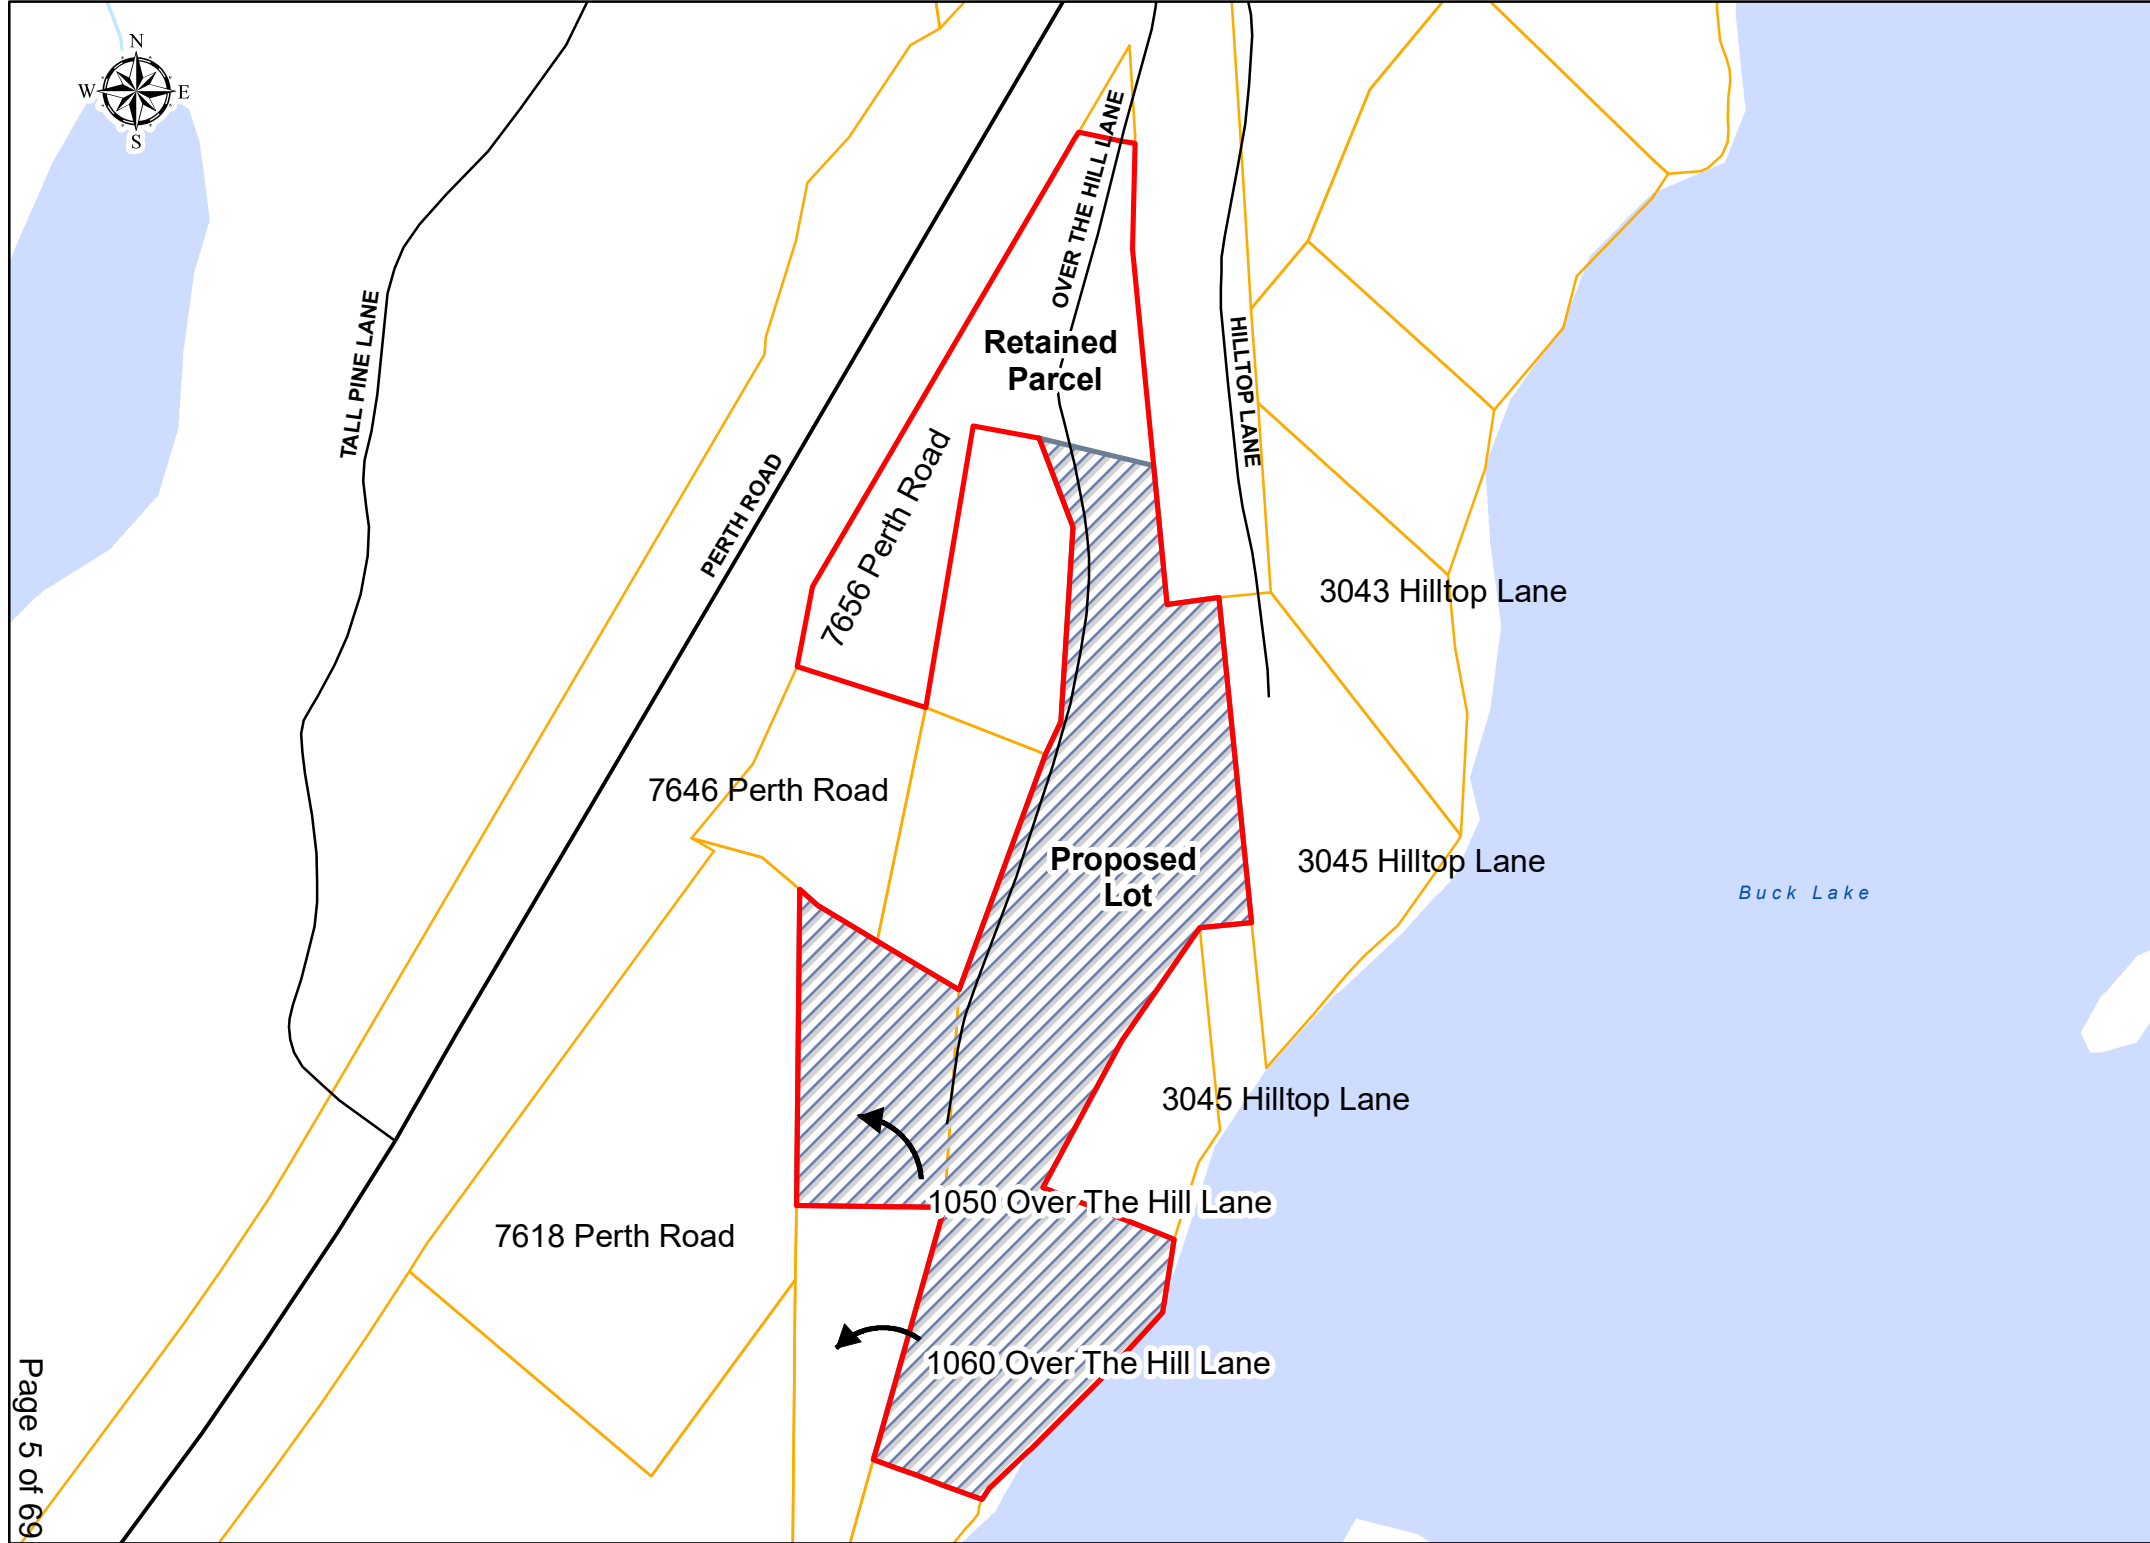 N
W E
S
OVER THE HILL LANE
TALL PINE LANE
HILLTOP LANE
Retained
Parcel
PERTH ROAD
7656 Perth Road
3043 Hilltop Lane
7646 Perth Road
Proposed
Lot
3045 Hilltop Lane
Buck Lake
3045 Hilltop Lane
1050 Over The Hill Lane
7618 Perth Road
1060 Over The Hill Lane
Page 5 of 69